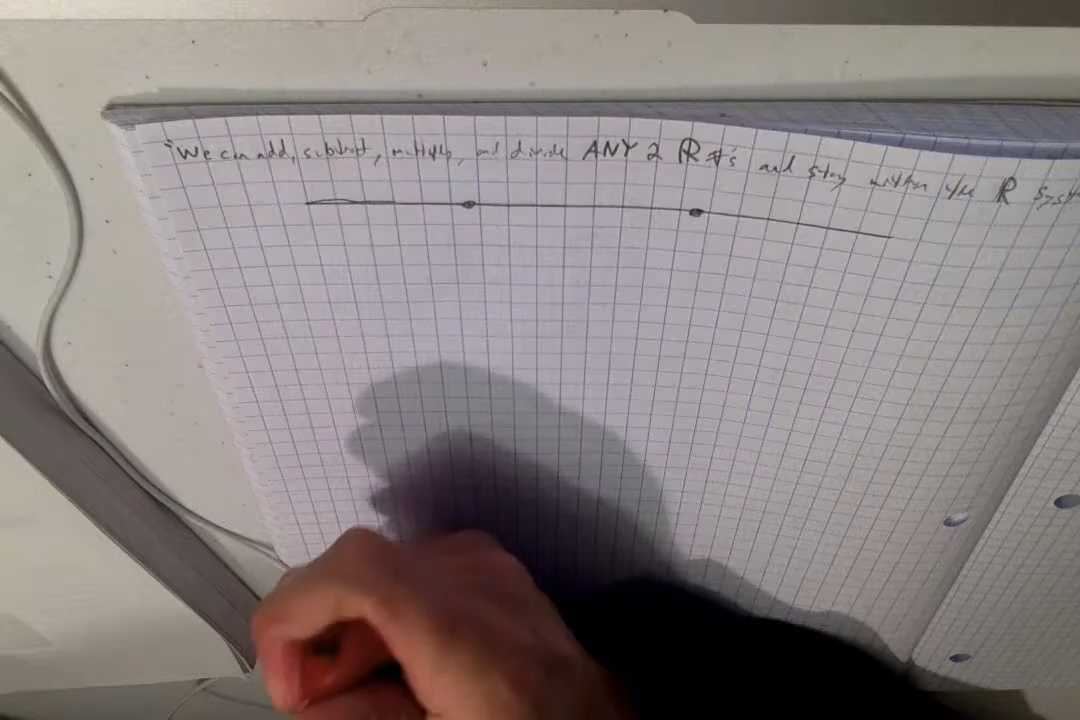 "We can add, subtract, multiply, and divide ANY 2 ℝ #'s and stay within the ℝ